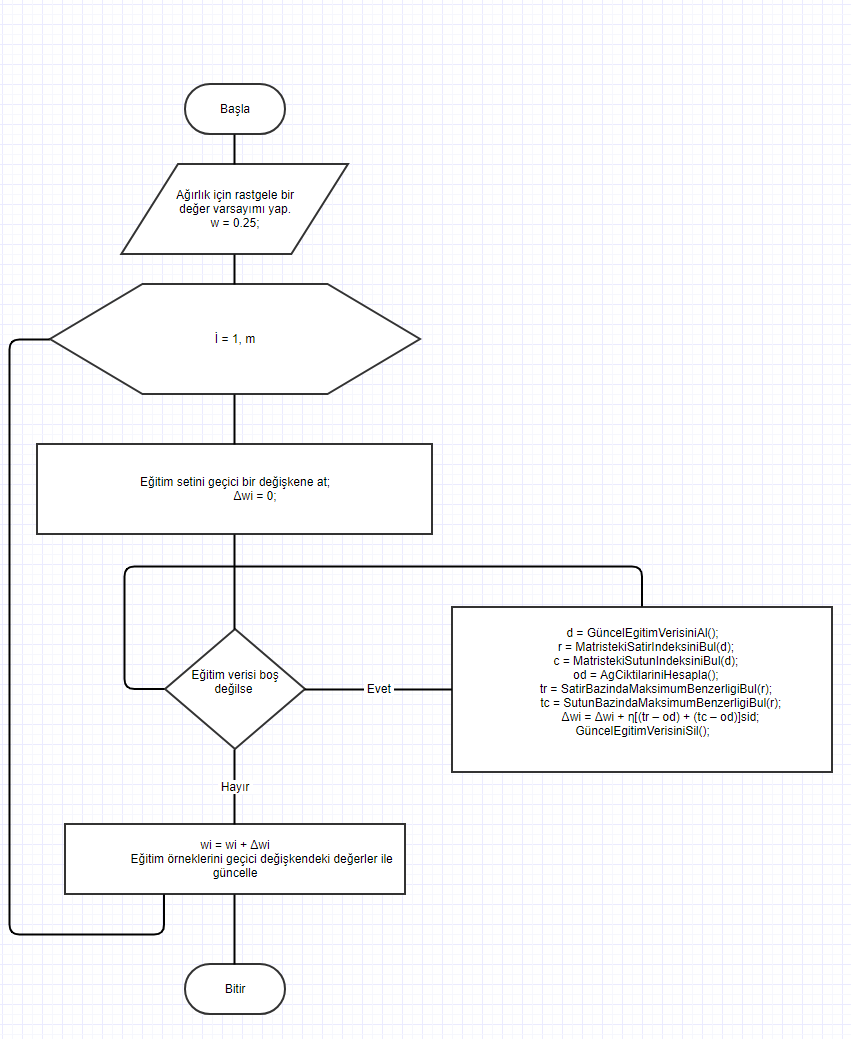 Başla
Ağırlık için rastgele bir
değer varsayımı yap.
w = 0.25;
İ = 1, m
Eğitim setini geçici bir değişkene at;
Δwi = 0;
d = GüncelEgitimVerisiniAl();
r = MatristekiSatirIndeksiniBul(d);
c = MatristekiSutunIndeksiniBul(d);
od = AgCiktilariniHesapla();
tr = SatirBazindaMaksimumBenzerligiBul(r);
tc = SutunBazindaMaksimumBenzerligiBul(r);
Δwi = Δwi + η[(tr – od) + (tc – od)]sid;
GüncelEgitimVerisiniSil();
Eğitim verisi boş
değilse
Evet
Hayır
wi = wi + Δwi
Eğitim örneklerini geçici değişkendeki değerler ile
güncelle
Bitir